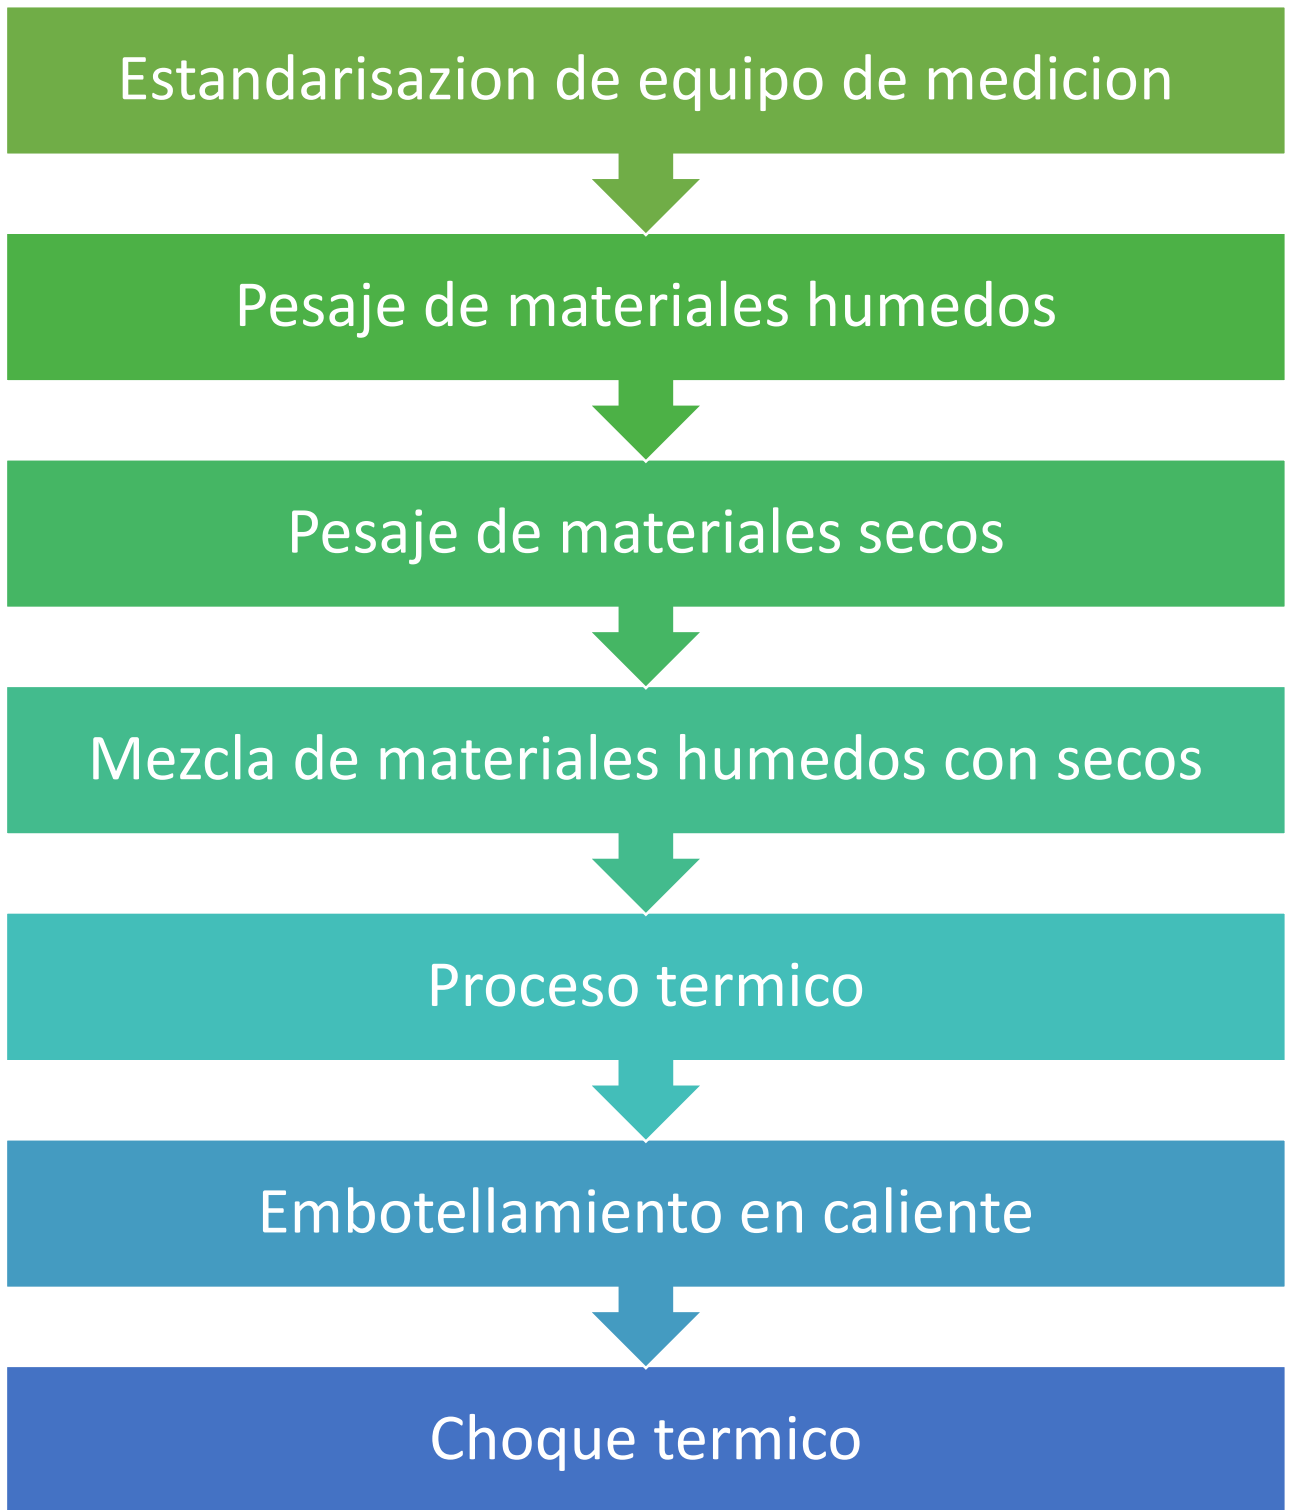 Estandarisazion de equipo de medicion
Pesaje de materiales humedos
Pesaje de materiales secos
Mezcla de materiales humedos con secos
Proceso termico
Embotellamiento en caliente
Choque termico